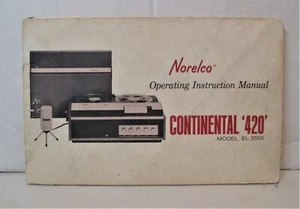 Norelco®
Operating Instruction Manual
CONTINENTAL '420'
MODEL EL 3555